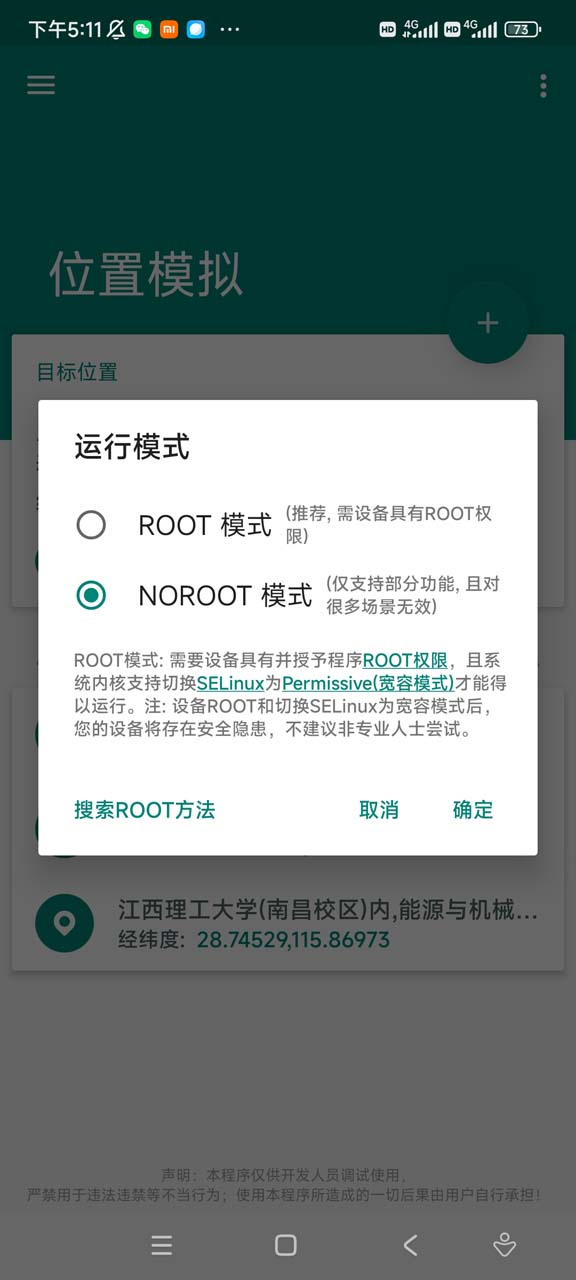 下午5:11
HD 4G HD 4G 73
位置模拟
目标位置
运行模式
ROOT 模式 (推荐, 需设备具有ROOT权
限)
NOROOT 模式 (仅支持部分功能, 且对
很多场景无效)
ROOT模式: 需要设备具有并授予程序ROOT权限，且系
统内核支持切换SELinux为Permissive(宽容模式)才能得
以运行。注: 设备ROOT和切换SELinux为宽容模式后，
您的设备将存在安全隐患，不建议非专业人士尝试。
搜索ROOT方法 取消 确定
江西理工大学(南昌校区)内,能源与机械...
经纬度: 28.74529,115.86973
声明：本程序仅供开发人员调试使用，
严禁用于违法违禁等不当行为；使用本程序所造成的一切后果由用户自行承担！